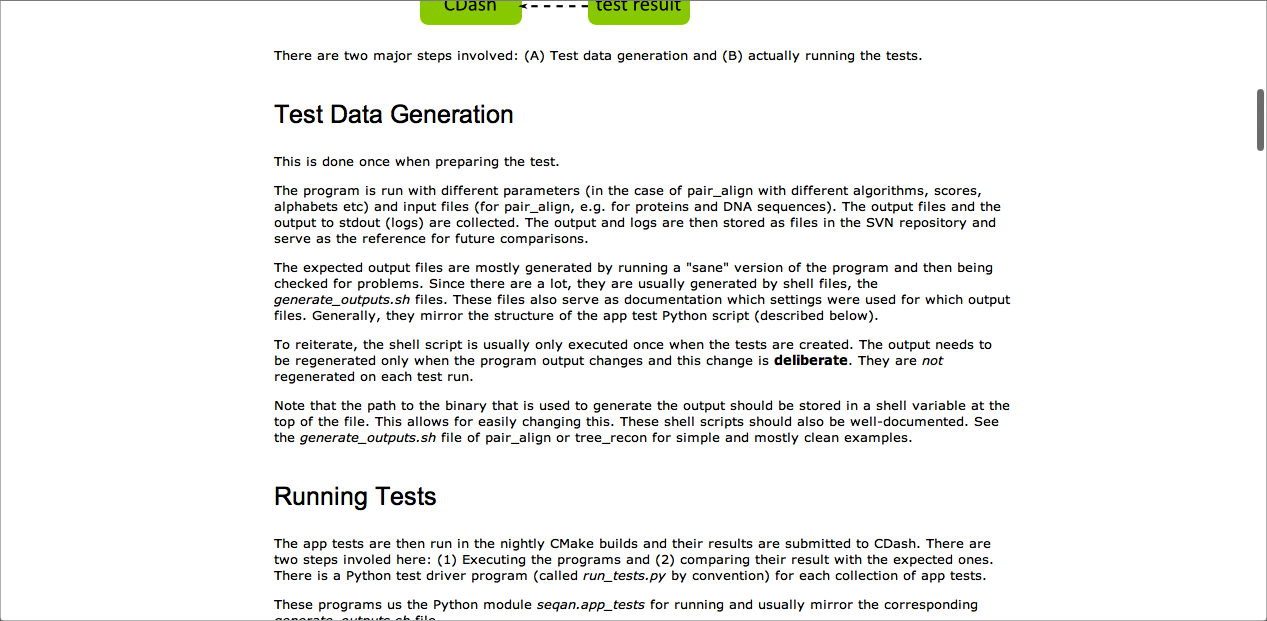 CDash
test result
There are two major steps involved: (A) Test data generation and (B) actually running the tests.
Test Data Generation
This is done once when preparing the test.
The program is run with different parameters (in the case of pair_align with different algorithms, scores,
alphabets etc) and input files (for pair_align, e.g. for proteins and DNA sequences). The output files and the
output to stdout (logs) are collected. The output and logs are then stored as files in the SVN repository and
serve as the reference for future comparisons.
The expected output files are mostly generated by running a "sane" version of the program and then being
checked for problems. Since there are a lot, they are usually generated by shell files, the
generate_outputs.sh files. These files also serve as documentation which settings were used for which output
files. Generally, they mirror the structure of the app test Python script (described below).
To reiterate, the shell script is usually only executed once when the tests are created. The output needs to
be regenerated only when the program output changes and this change is deliberate. They are not
regenerated on each test run.
Note that the path to the binary that is used to generate the output should be stored in a shell variable at the
top of the file. This allows for easily changing this. These shell scripts should also be well-documented. See
the generate_outputs.sh file of pair_align or tree_recon for simple and mostly clean examples.
Running Tests
The app tests are then run in the nightly CMake builds and their results are submitted to CDash. There are
two steps involed here: (1) Executing the programs and (2) comparing their result with the expected ones.
There is a Python test driver program (called run_tests.py by convention) for each collection of app tests.
These programs us the Python module seqan.app_tests for running and usually mirror the corresponding
generate_outputs.sh file.